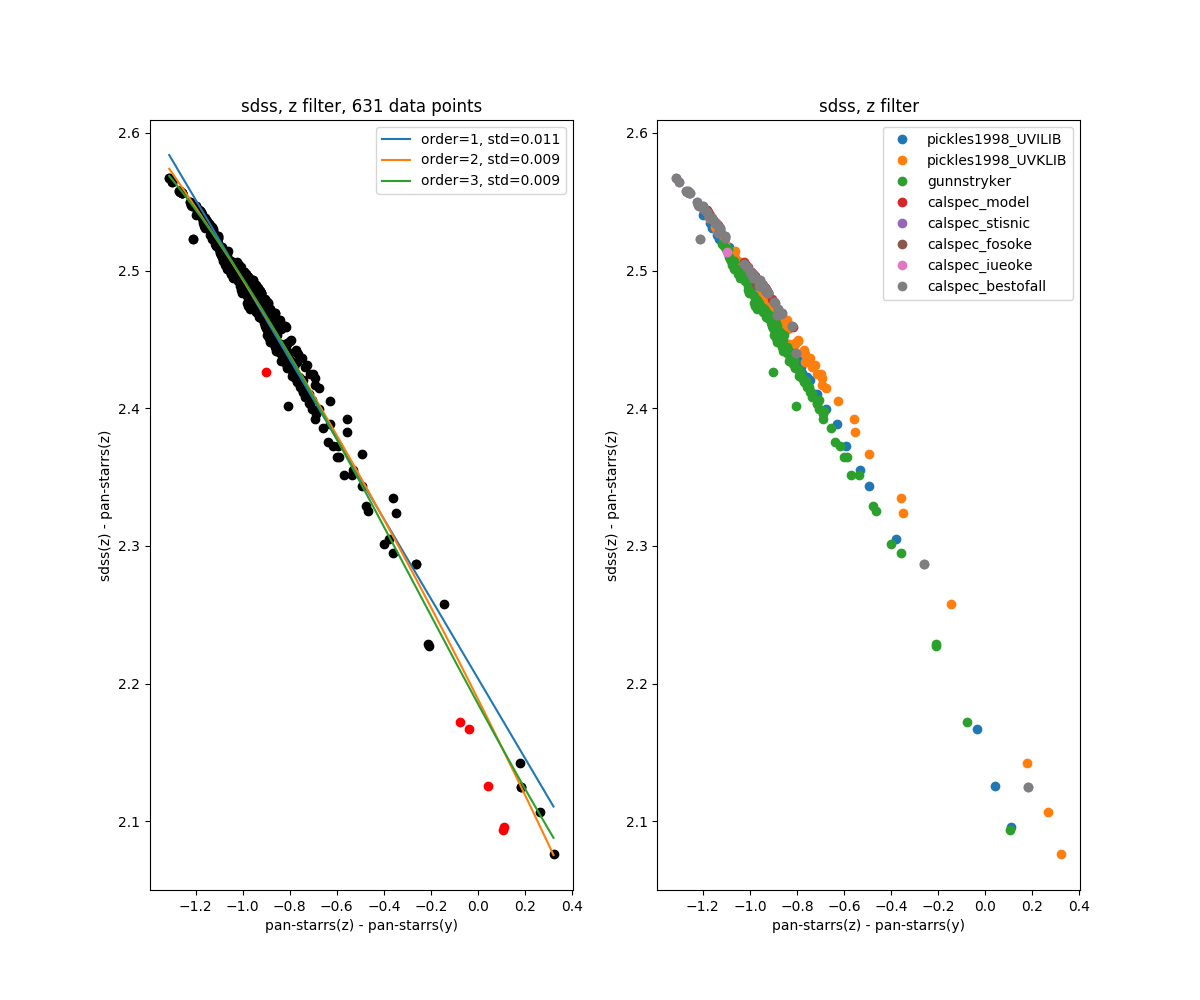 sdss, z filter, 631 data points
order=1, std=0.011
order=2, std=0.009
order=3, std=0.009
2.6
2.5
2.4
2.3
2.2
2.1
sdss(z) - pan-starrs(z)
−1.2 −1.0 −0.8 −0.6 −0.4 −0.2 0.0 0.2 0.4
pan-starrs(z) - pan-starrs(y)
sdss, z filter
pickles1998_UVILIB
pickles1998_UVKLIB
gunnstryker
calspec_model
calspec_stisnic
calspec_fosoke
calspec_iueoke
calspec_bestofall
2.6
2.5
2.4
2.3
2.2
2.1
sdss(z) - pan-starrs(z)
−1.2 −1.0 −0.8 −0.6 −0.4 −0.2 0.0 0.2 0.4
pan-starrs(z) - pan-starrs(y)